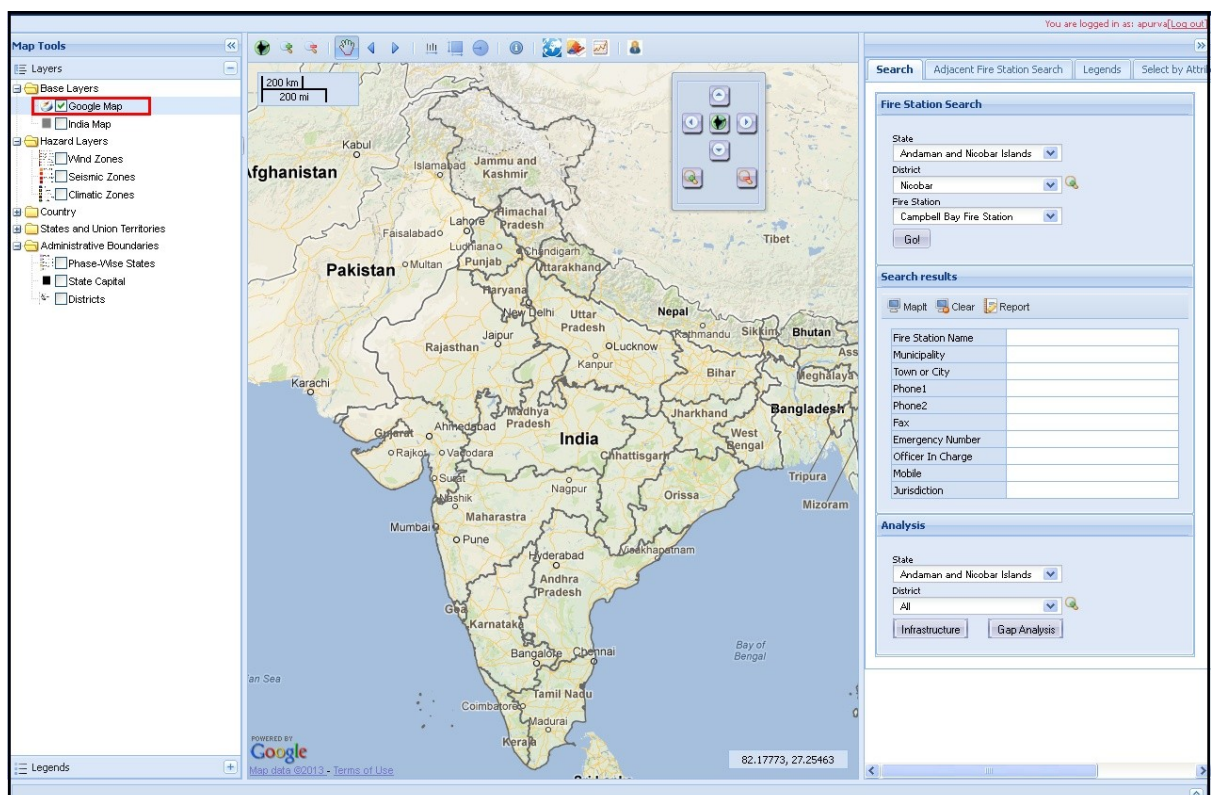 You are logged in as: apurva[Log out]
Map Tools
Layers
Base Layers
Google Map
India Map
Hazard Layers
Wind Zones
Seismic Zones
Climatic Zones
Country
States and Union Territories
Administrative Boundaries
Phase-Wise States
State Capital
Districts
Legends
200 km
200 mi
Kabul
Afghanistan
Islamabad
Jammu and
Kashmir
Himachal
Pradesh
Lahore
Faisalabad
Ludhiana
Chandigarh
Tibet
Pakistan
Multan
Punjab
Uttarakhand
Haryana
New Delhi
Uttar
Pradesh
Nepal
Kathmandu
Sikkim
Bhutan
Jaipur
Rajasthan
Lucknow
Ass
Kanpur
Bihar
Meghalaya
Karachi
Bangladesh
Madhya
Pradesh
Jharkhand
Gujarat
Ahmedabad
India
West
Bengal
Rajkot
Vadodara
Chhattisgarh
Surat
Nagpur
Orissa
Tripura
Nashik
Mizoram
Mumbai
Maharastra
Pune
Hyderabad
Visakhapatnam
Andhra
Pradesh
Goa
Karnataka
Bay of
Bengal
Bangalore
Chennai
an Sea
Tamil Nadu
Coimbatore
Madurai
Kerala
POWERED BY
Google
Map data ©2013 - Terms of Use
82.17773, 27.25463
Search
Adjacent Fire Station Search
Legends
Select by Attri
Fire Station Search
State
Andaman and Nicobar Islands
District
Nicobar
Fire Station
Campbell Bay Fire Station
Go!
Search results
MapIt
Clear
Report
Fire Station Name
Municipality
Town or City
Phone1
Phone2
Fax
Emergency Number
Officer In Charge
Mobile
Jurisdiction
Analysis
State
Andaman and Nicobar Islands
District
All
Infrastructure
Gap Analysis